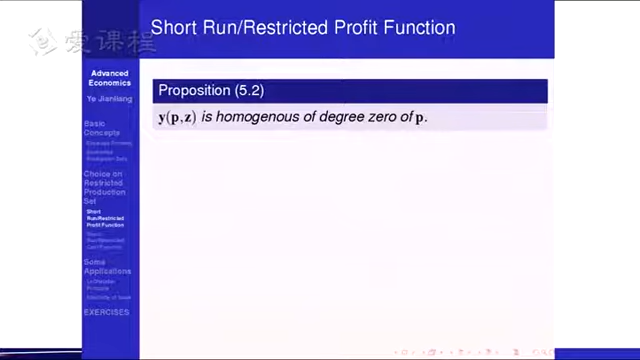 爱课程
Short Run/Restricted Profit Function
Advanced
Economics
Ye Jianliang
Basic
Concepts
Choice on
Restricted
Production
Set
Short
Run/Restricted
Profit Function
Some
Applications
EXERCISES
Proposition (5.2)
y(p,z) is homogenous of degree zero of p.